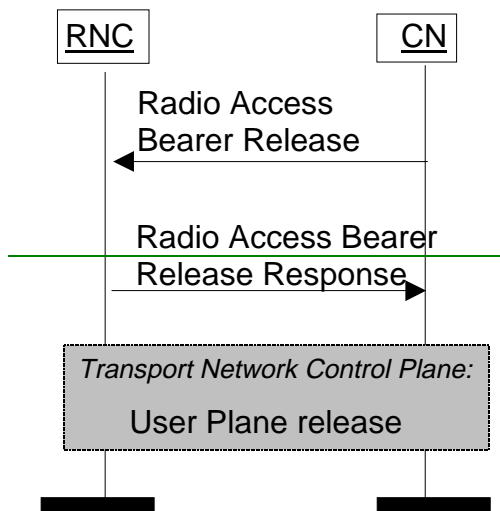 RNC
CN
Radio Access
Bearer Release
Radio Access Bearer
Release Response
Transport Network Control Plane:
User Plane release